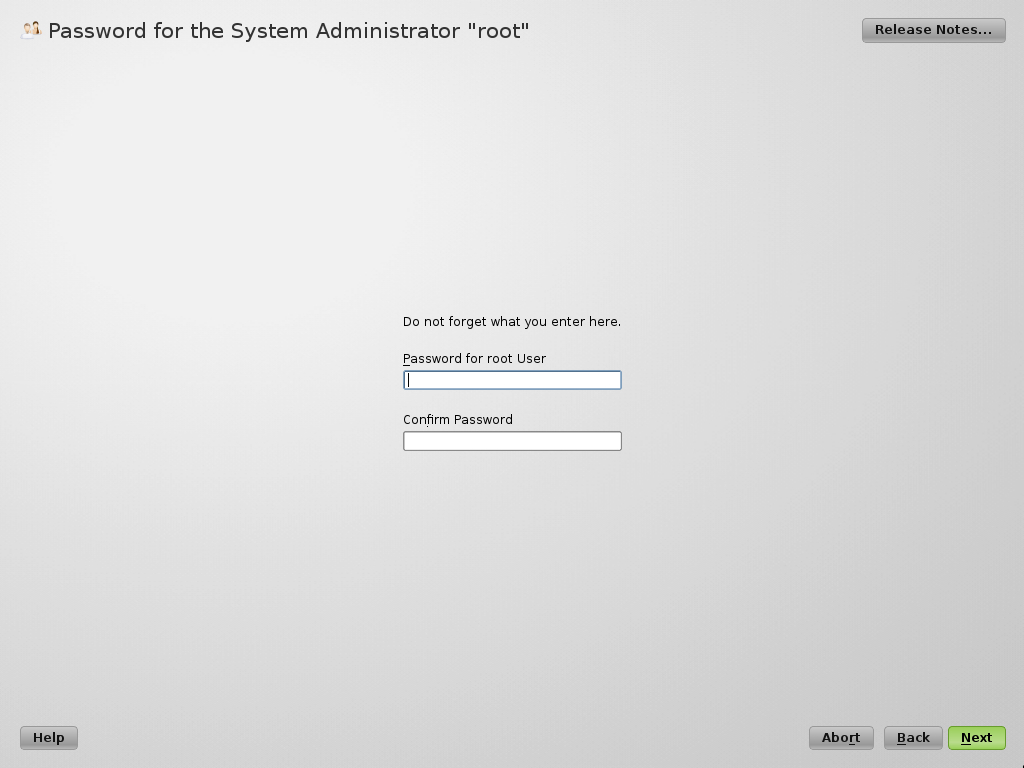 Password for the System Administrator "root"
Release Notes...
Do not forget what you enter here.
Password for root User
Confirm Password
Help
Abort
Back
Next